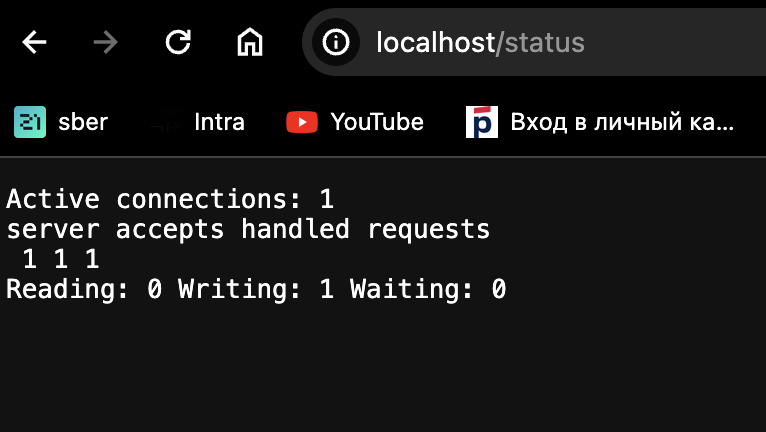 localhost/status
21 sber Intra YouTube Вход в личный ка...
Active connections: 1
server accepts handled requests
1 1 1
Reading: 0 Writing: 1 Waiting: 0